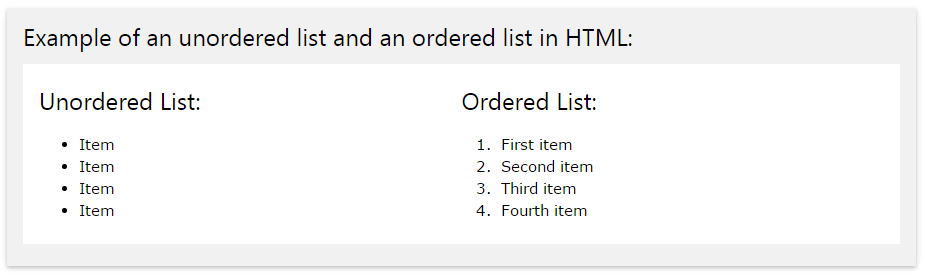 Example of an unordered list and an ordered list in HTML:
Unordered List:
• Item
• Item
• Item
• Item
Ordered List:
1. First item
2. Second item
3. Third item
4. Fourth item